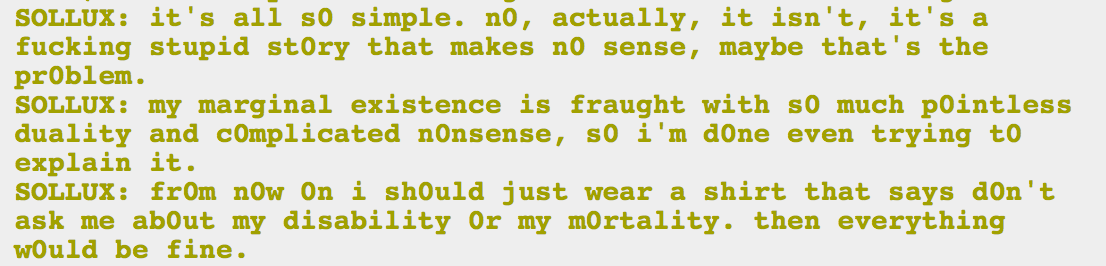 SOLLUX: it's all s0 simple. n0, actually, it isn't, it's a
fucking stupid st0ry that makes n0 sense, maybe that's the
pr0blem.
SOLLUX: my marginal existence is fraught with s0 much p0intless
duality and c0mplicated n0nsense, s0 i'm d0ne even trying t0
explain it.
SOLLUX: fr0m n0w 0n i sh0uld just wear a shirt that says d0n't
ask me ab0ut my disability 0r my m0rtality. then everything
w0uld be fine.